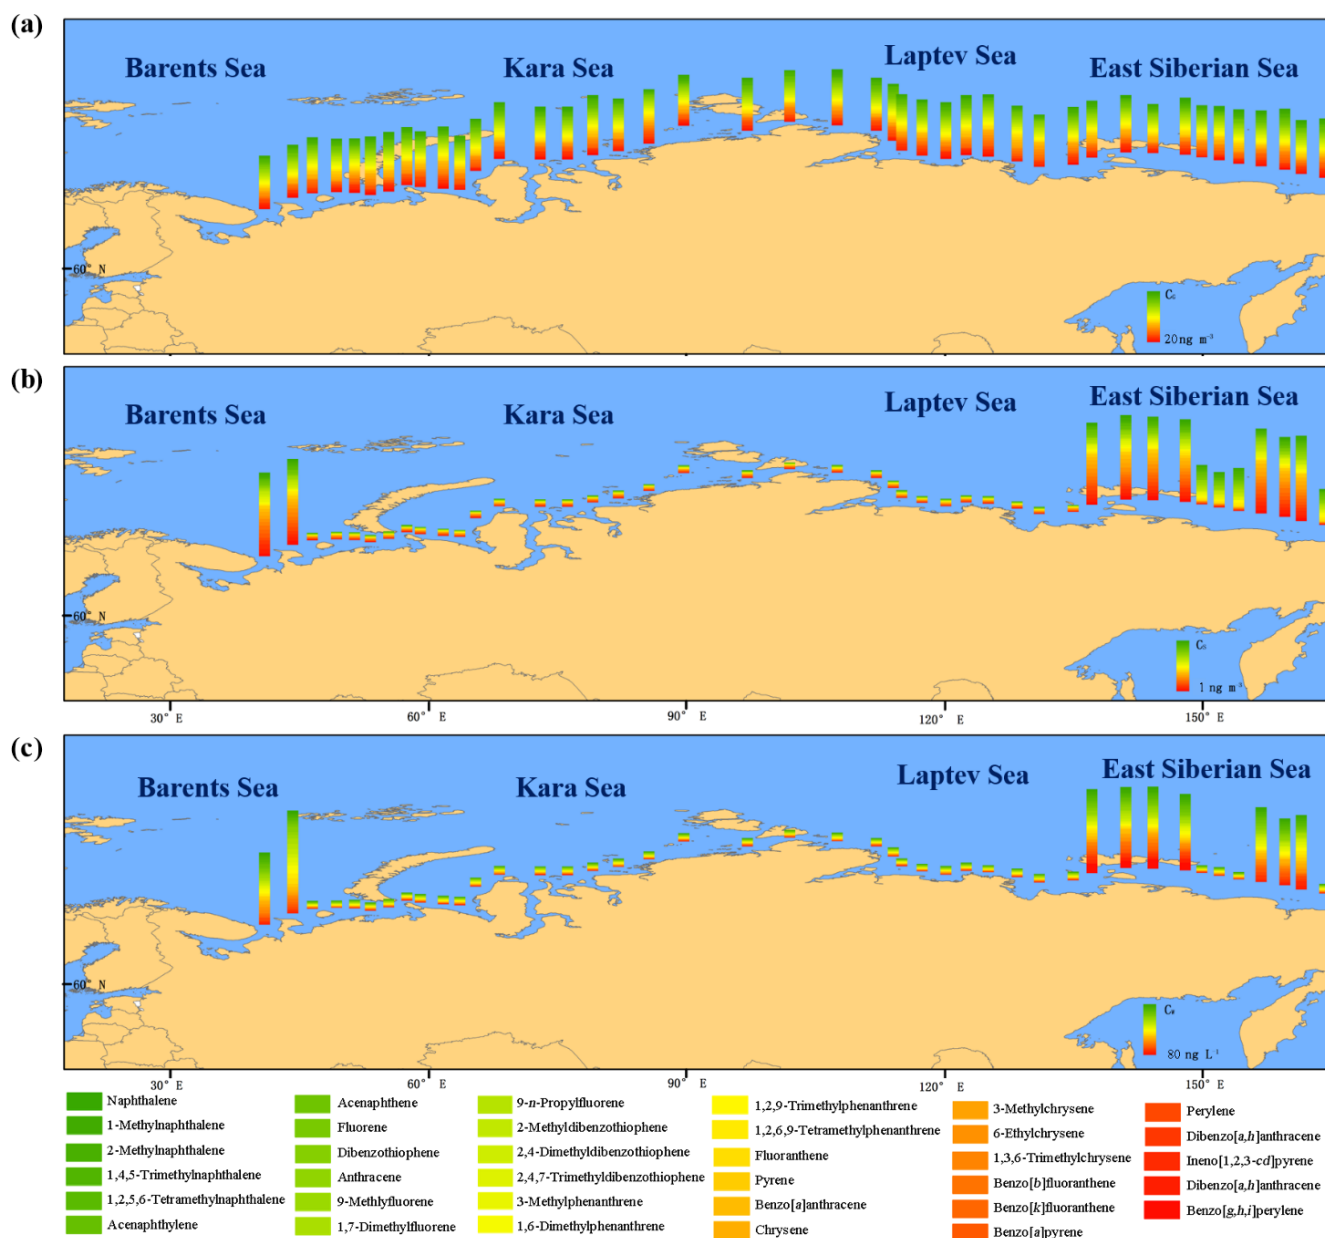 (a)
Barents Sea
Kara Sea
Laptev Sea
East Siberian Sea
60° N
C_G
20 ng m⁻³
(b)
Barents Sea
Kara Sea
Laptev Sea
East Siberian Sea
60° N
1 ng m⁻³
30° E
60° E
90° E
120° E
150° E
(c)
Barents Sea
Kara Sea
Laptev Sea
East Siberian Sea
60° N
80 ng L⁻¹
30° E
60° E
90° E
120° E
150° E
Naphthalene
1-Methylnaphthalene
2-Methylnaphthalene
1,4,5-Trimethylnaphthalene
1,2,5,6-Tetramethylnaphthalene
Acenaphthylene
Acenaphthene
Fluorene
Dibenzothiophene
Anthracene
9-Methlyfluorene
1,7-Dimethylfluorene
9-n-Propylfluorene
2-Methyldibenzothiophene
2,4-Dimethyldibenzothiophene
2,4,7-Trimethyldibenzothiophene
3-Methylphenanthrene
1,6-Dimethylphenanthrene
1,2,9-Trimethylphenanthrene
1,2,6,9-Tetramethylphenanthrene
Fluoranthene
Pyrene
Benzo[a]anthracene
Chrysene
3-Methylchrysene
6-Ethylchrysene
1,3,6-Trimethylchrysene
Benzo[b]fluoranthene
Benzo[k]fluoranthene
Benzo[a]pyrene
Perylene
Dibenzo[a,h]anthracene
Ineno[1,2,3-cd]pyrene
Dibenzo[a,h]anthracene
Benzo[g,h,i]perylene